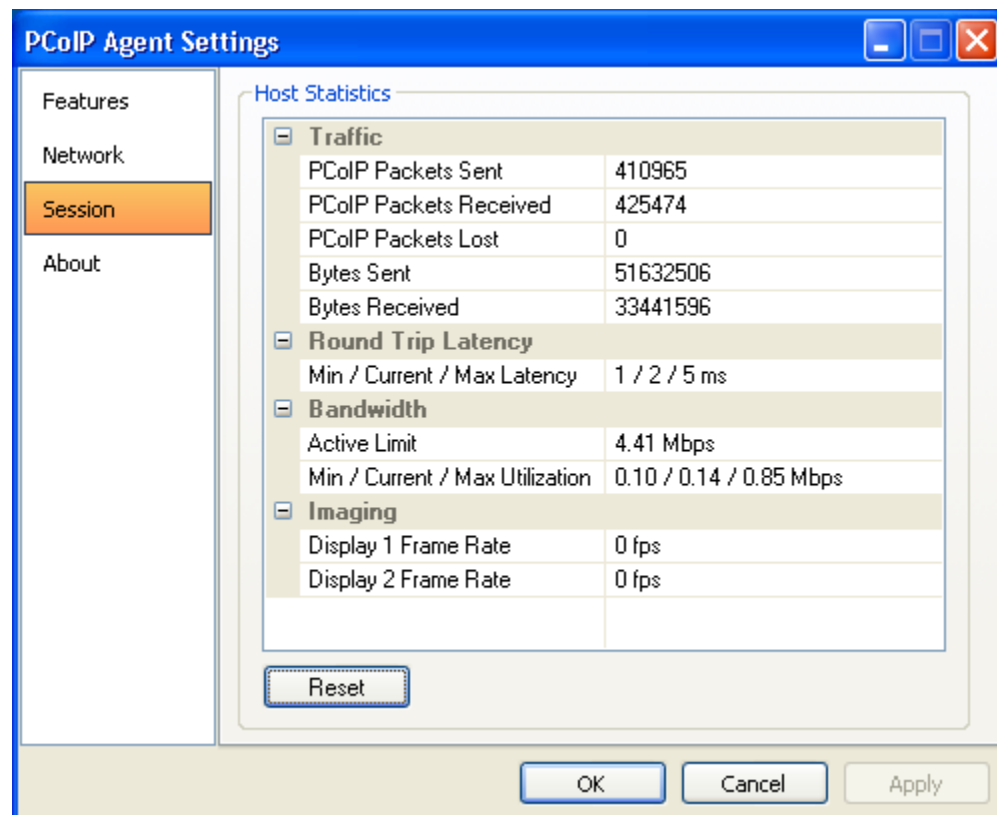 PCoIP Agent Settings
Features
Network
Session
About
Host Statistics
Traffic
PCoIP Packets Sent 410965
PCoIP Packets Received 425474
PCoIP Packets Lost 0
Bytes Sent 51632506
Bytes Received 33441596
Round Trip Latency
Min / Current / Max Latency 1 / 2 / 5 ms
Bandwidth
Active Limit 4.41 Mbps
Min / Current / Max Utilization 0.10 / 0.14 / 0.85 Mbps
Imaging
Display 1 Frame Rate 0 fps
Display 2 Frame Rate 0 fps
Reset
OK Cancel Apply